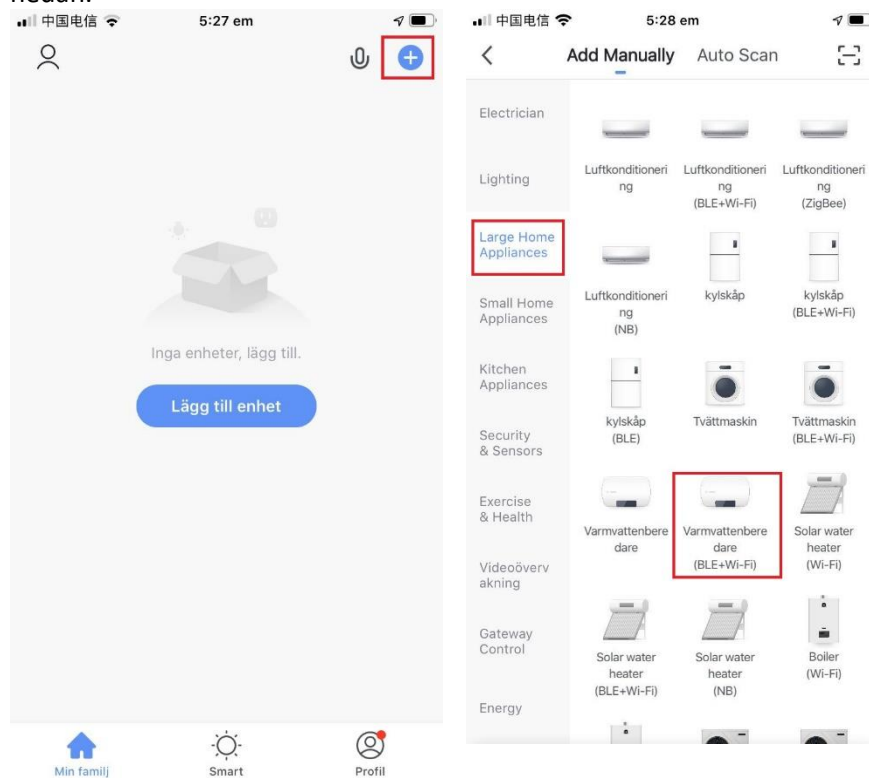 中国电信
5:27 em
Inga enheter, lägg till.
Lägg till enhet
Min familj
Smart
Profil
中国电信
5:28 em
Add Manually
Auto Scan
Electrician
Lighting
Large Home
Appliances
Small Home
Appliances
Kitchen
Appliances
Security
& Sensors
Exercise
& Health
Videoöverv
akning
Gateway
Control
Energy
Luftkonditioneri
ng
Luftkonditioneri
ng
(BLE+Wi-Fi)
Luftkonditioneri
ng
(ZigBee)
Luftkonditioneri
ng
(NB)
kylskåp
kylskåp
(BLE+Wi-Fi)
kylskåp
(BLE)
Tvättmaskin
Tvättmaskin
(BLE+Wi-Fi)
Varmvattenbere
dare
Varmvattenbere
dare
(BLE+Wi-Fi)
Solar water
heater
(Wi-Fi)
Solar water
heater
(BLE+Wi-Fi)
Solar water
heater
(NB)
Boiler
(Wi-Fi)